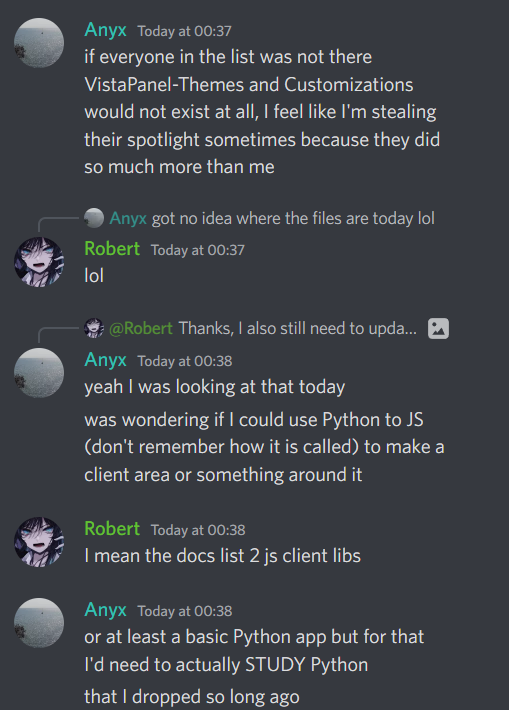 Anyx Today at 00:37
if everyone in the list was not there
VistaPanel-Themes and Customizations
would not exist at all, I feel like I'm stealing
their spotlight sometimes because they did
so much more than me
Anyx got no idea where the files are today lol
Robert Today at 00:37
lol
@Robert Thanks, I also still need to upda...
Anyx Today at 00:38
yeah I was looking at that today
was wondering if I could use Python to JS
(don't remember how it is called) to make a
client area or something around it
Robert Today at 00:38
I mean the docs list 2 js client libs
Anyx Today at 00:38
or at least a basic Python app but for that
I'd need to actually STUDY Python
that I dropped so long ago